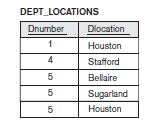 DEPT_LOCATIONS
Dnumber Dlocation
1 Houston
4 Stafford
5 Bellaire
5 Sugarland
5 Houston